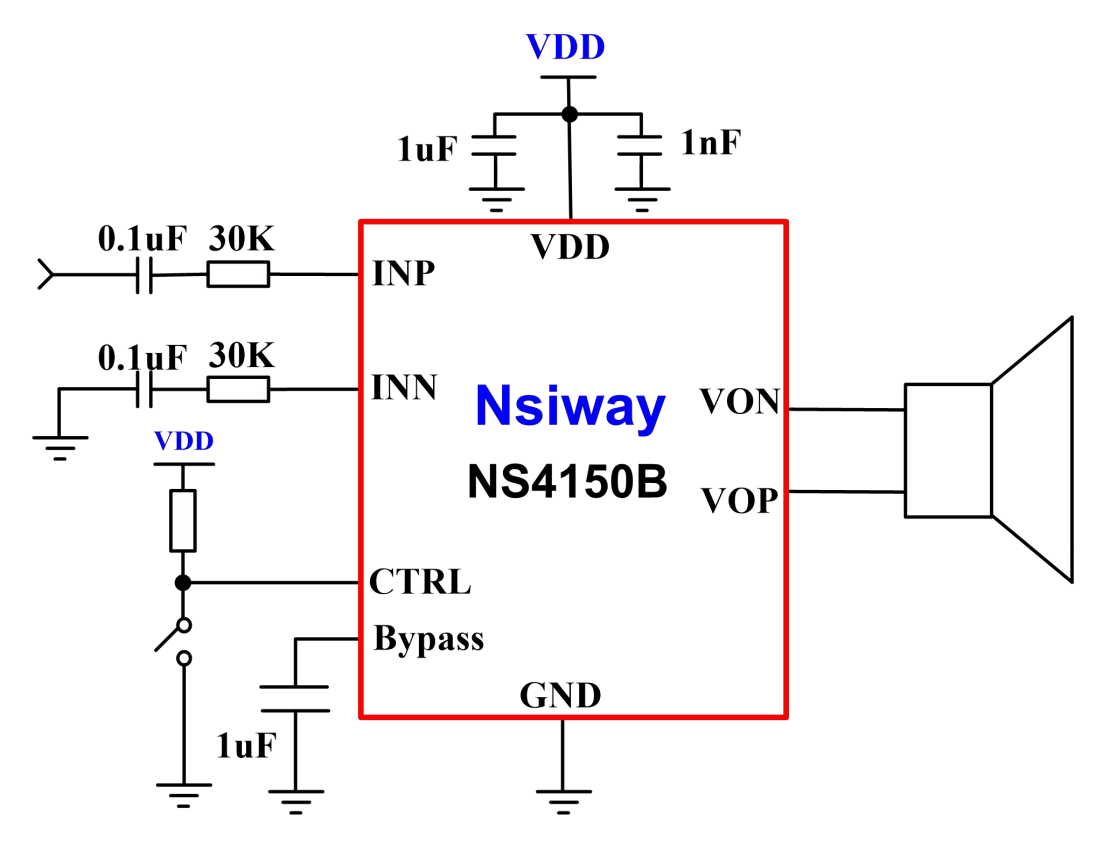 VDD
1uF
1nF
VDD
0.1uF 30K
INP
0.1uF 30K
INN
VDD
Nsiway
NS4150B
VON
VOP
CTRL
Bypass
1uF
GND